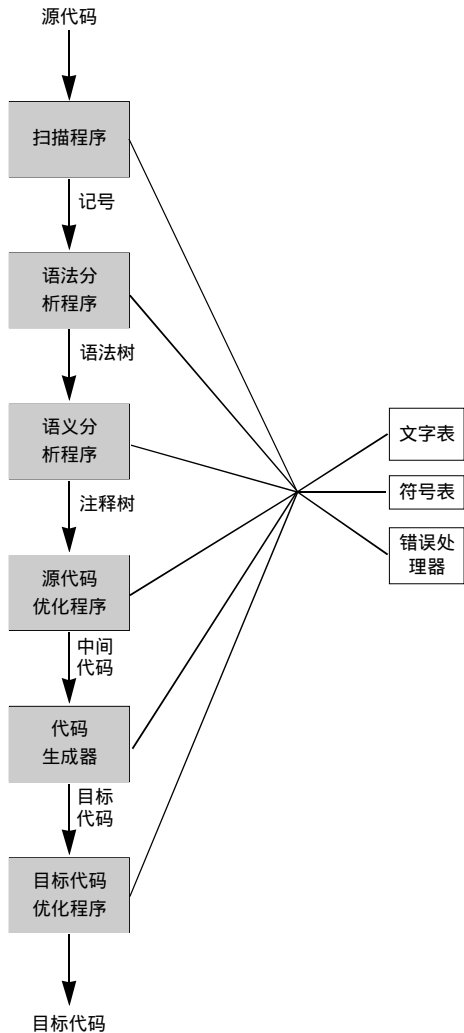 源代码
扫描程序
记号
语法分
析程序
语法树
语义分
析程序
注释树
源代码
优化程序
中间
代码
代码
生成器
目标
代码
目标代码
优化程序
目标代码
文字表
符号表
错误处
理器